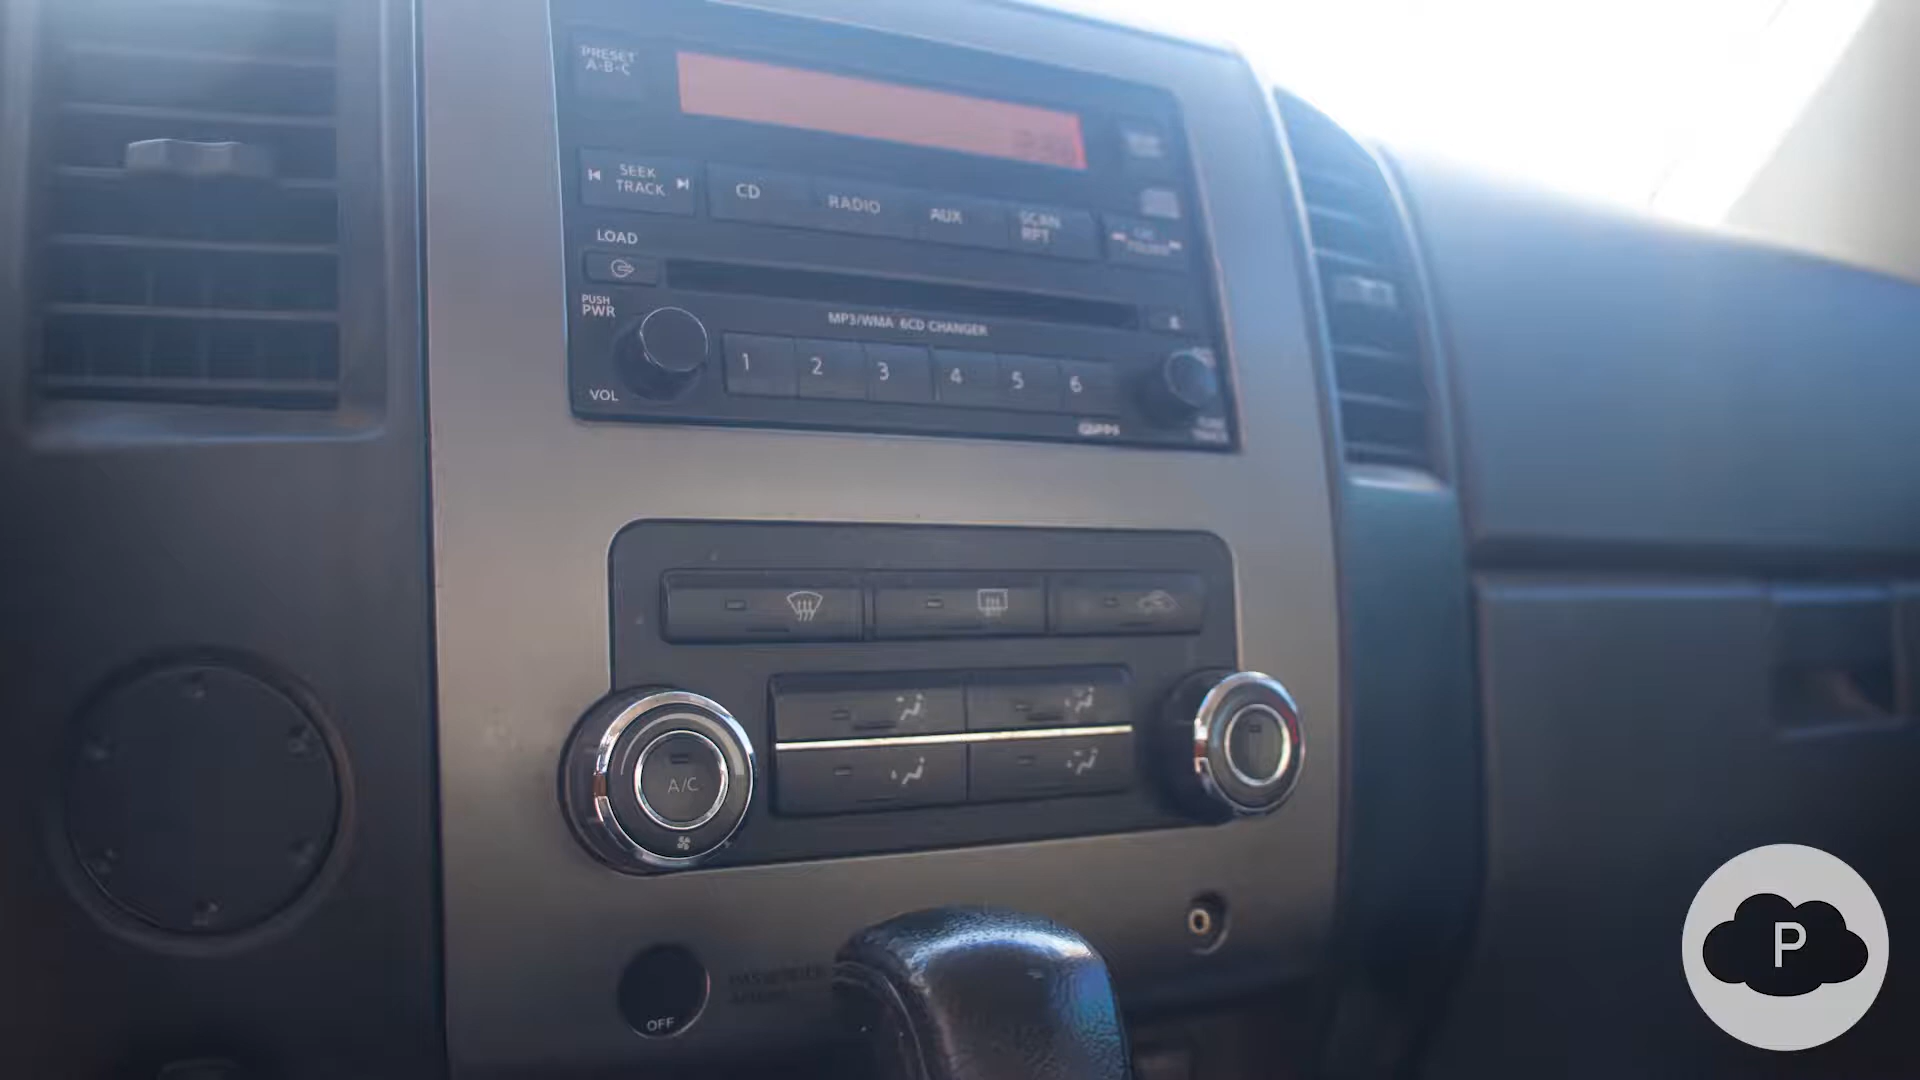 PRESET
A·B·C
SEEK
TRACK
CD
RADIO
AUX
SCAN
RPT
LOAD
PUSH
PWR
MP3/WMA 6CD CHANGER
1
2
3
4
5
6
VOL
A/C
OFF
P